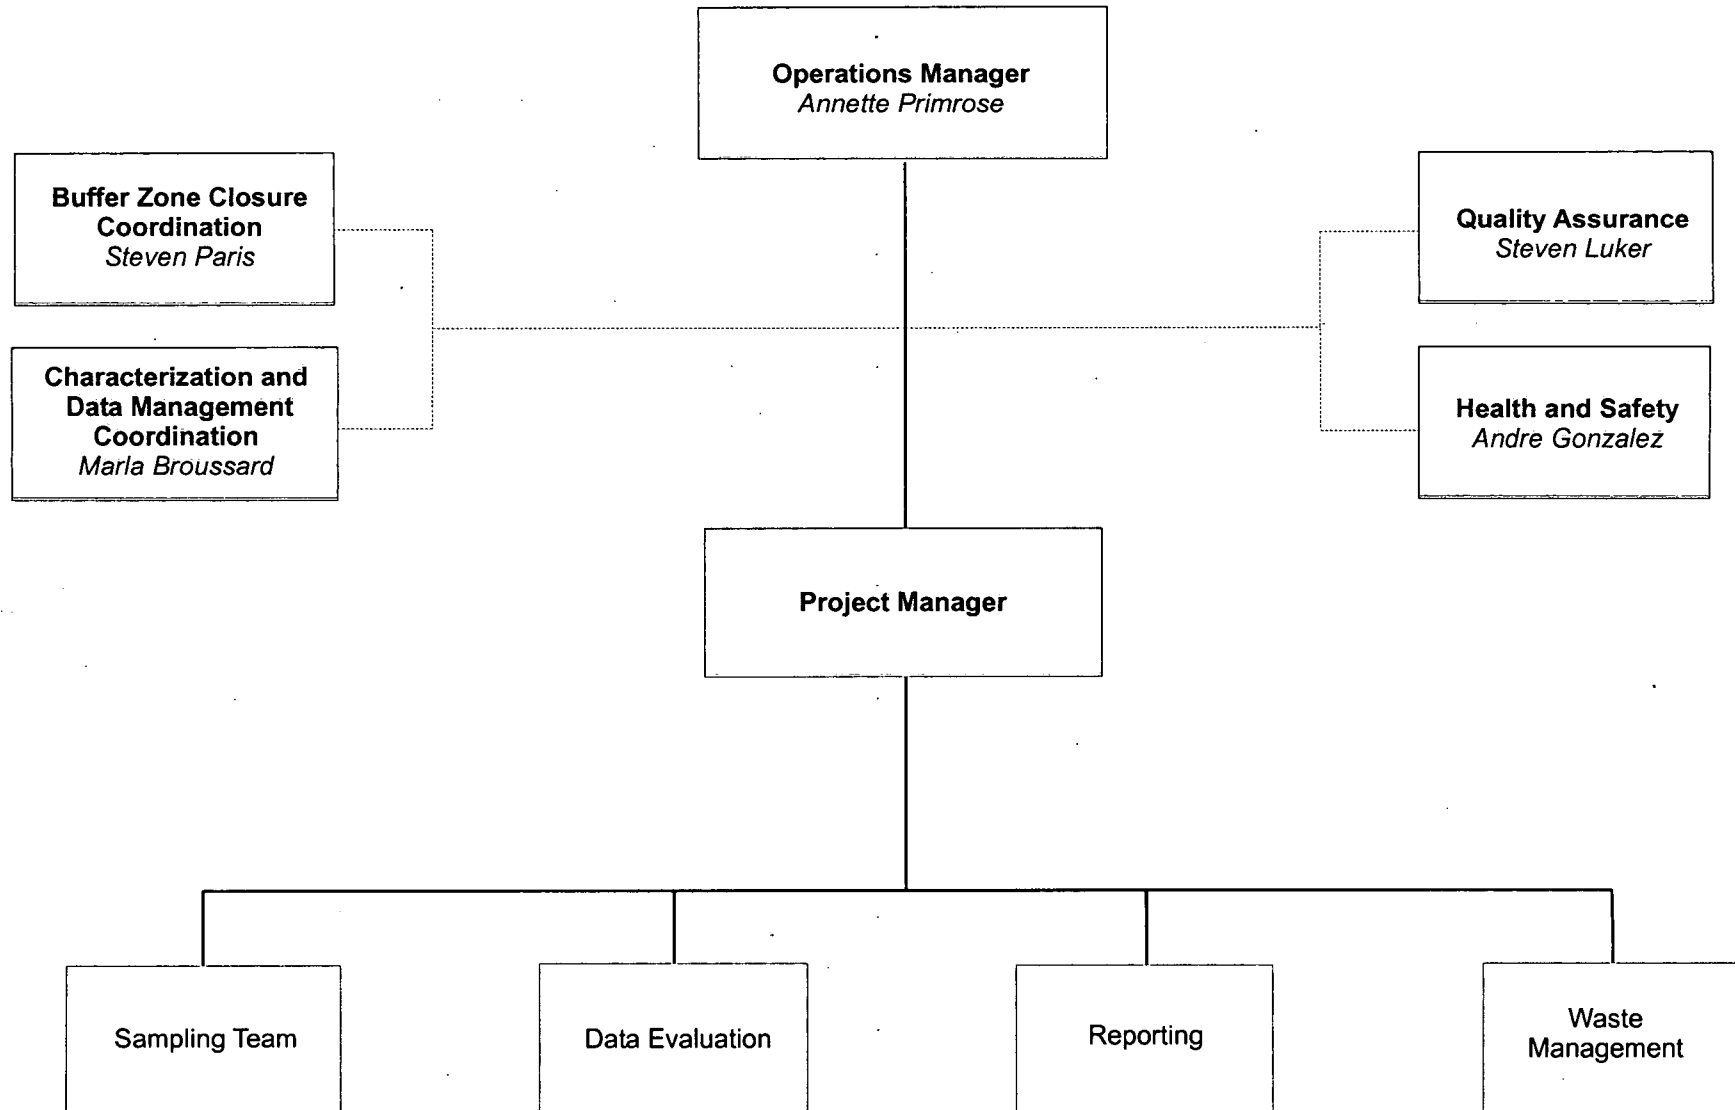 Operations Manager
Annette Primrose
Buffer Zone Closure
Coordination
Steven Paris
Quality Assurance
Steven Luker
Characterization and
Data Management
Coordination
Marla Broussard
Health and Safety
Andre Gonzalez
Project Manager
Sampling Team
Data Evaluation
Reporting
Waste
Management